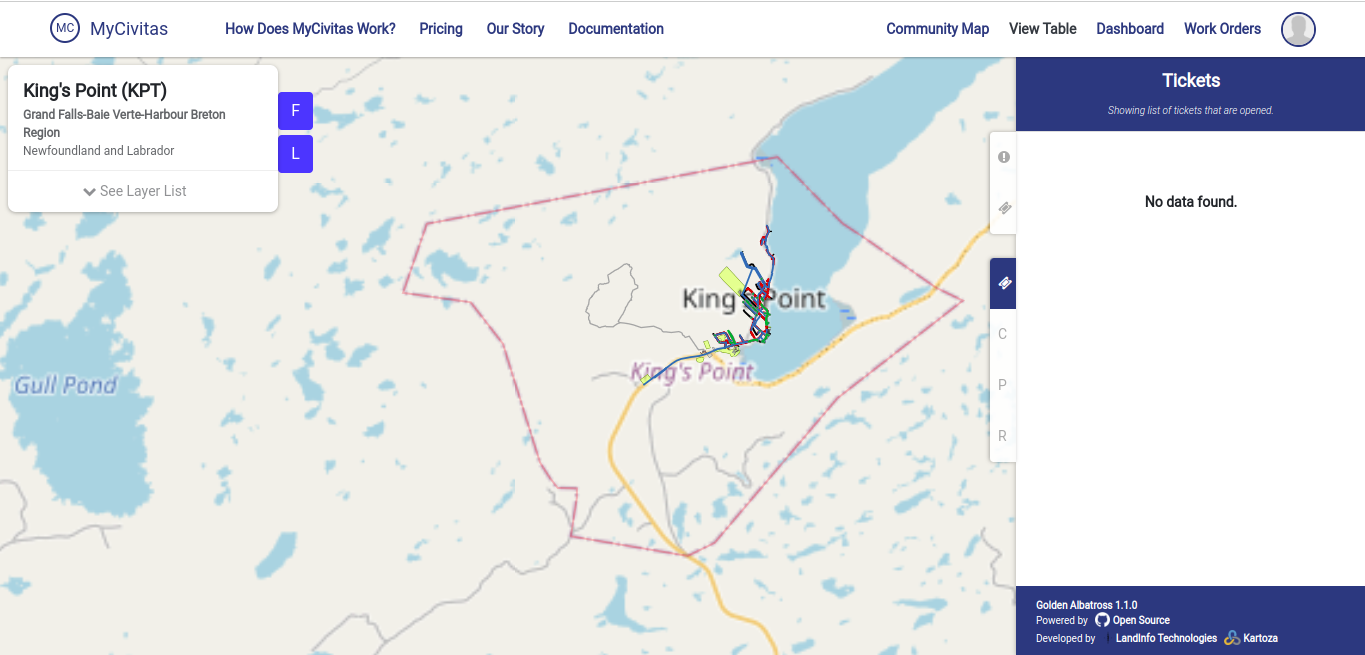 MC MyCivitas How Does MyCivitas Work? Pricing Our Story Documentation Community Map View Table Dashboard Work Orders
King's Point (KPT)
Grand Falls-Baie Verte-Harbour Breton
Region
Newfoundland and Labrador
See Layer List
F
L
Gull Pond
King's Point
King's Point
C
P
R
Tickets
Showing list of tickets that are opened.
No data found.
Golden Albatross 1.1.0
Powered by Open Source
Developed by LandInfo Technologies Kartoza